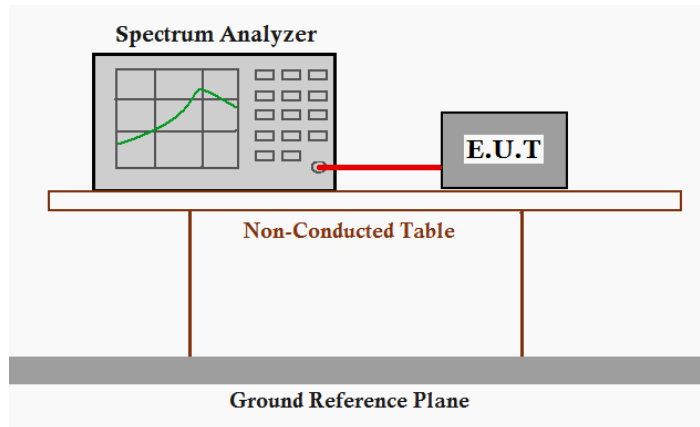 Spectrum Analyzer
E.U.T
Non-Conducted Table
Ground Reference Plane